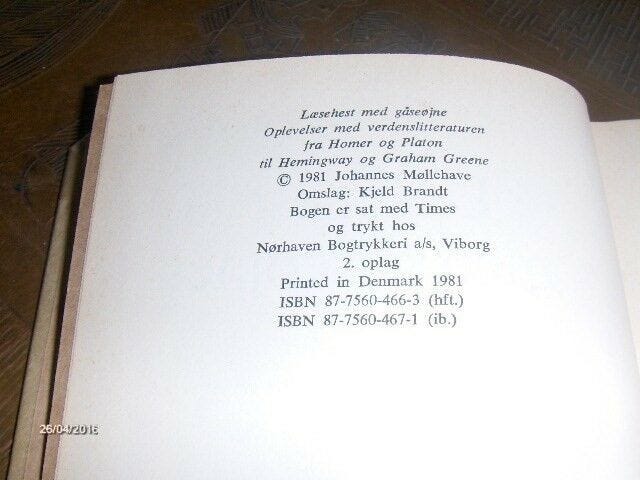 Læsehest med gåseøjne
Oplevelser med verdenslitteraturen
fra Homer og Platon
til Hemingway og Graham Greene
© 1981 Johannes Møllehave
Omslag: Kjeld Brandt
Bogen er sat med Times
og trykt hos
Nørhaven Bogtrykkeri a/s, Viborg
2. oplag
Printed in Denmark 1981
ISBN 87-7560-466-3 (hft.)
ISBN 87-7560-467-1 (ib.)
26/04/2016